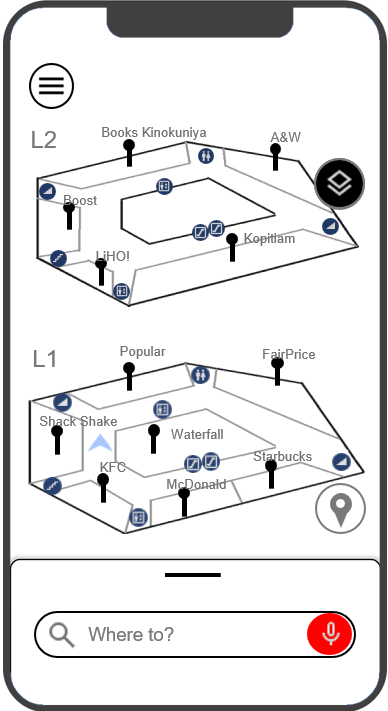 L2
Books Kinokuniya
A&W
Boost
Kopitiam
LiHO!
L1
Popular
FairPrice
Shack Shake
Waterfall
KFC
Starbucks
McDonald
Where to?